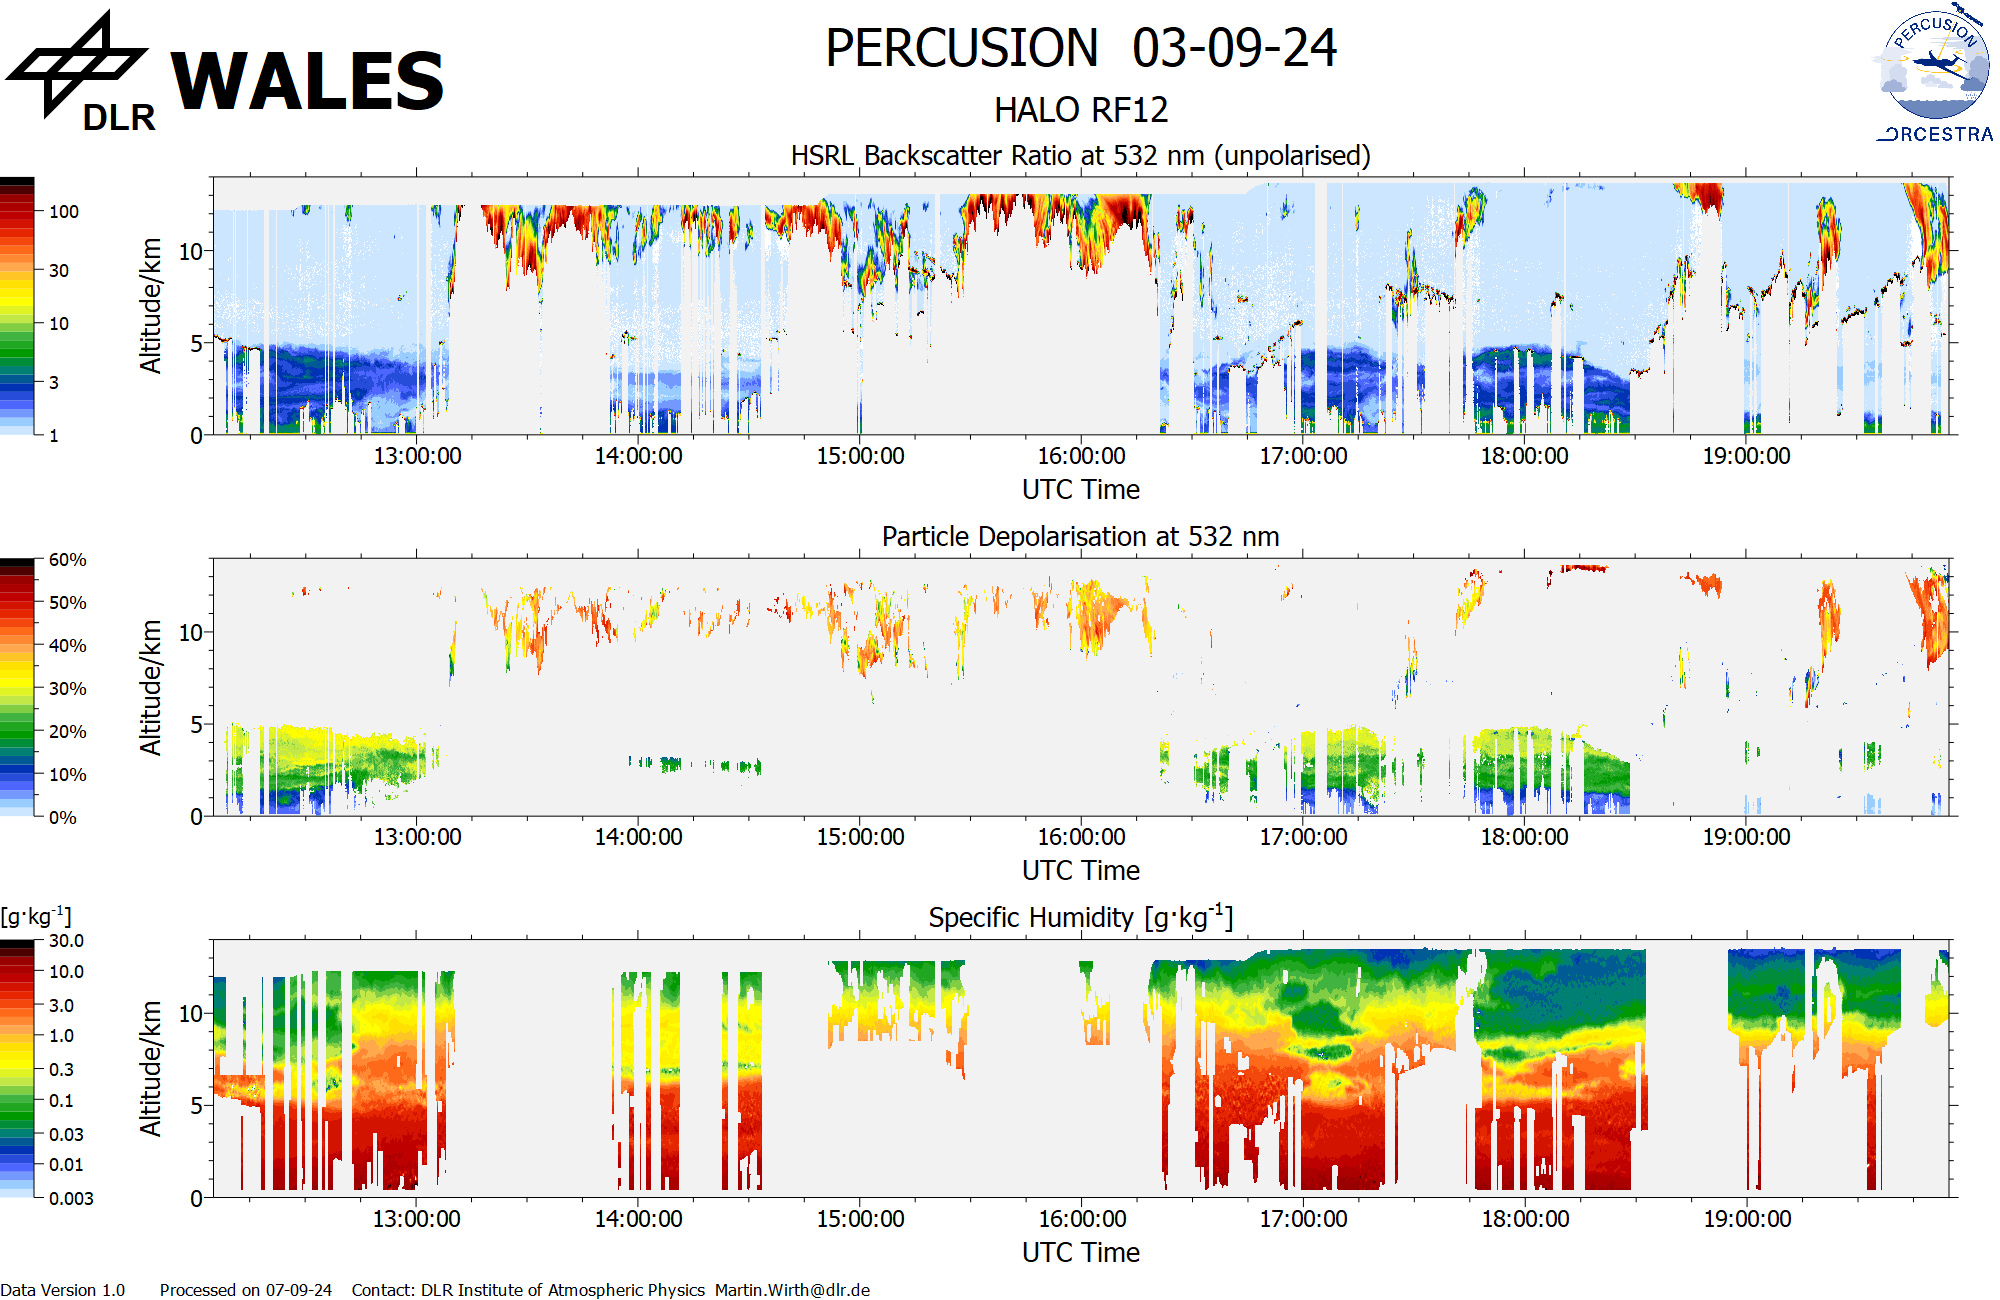 DLR
WALES
PERCUSION 03-09-24
HALO RF12
PERCUSION
ORCESTRA
HSRL Backscatter Ratio at 532 nm (unpolarised)
100
30
10
3
1
Altitude/km
10
5
0
13:00:00 14:00:00 15:00:00 16:00:00 17:00:00 18:00:00 19:00:00
UTC Time
Particle Depolarisation at 532 nm
60%
50%
40%
30%
20%
10%
0%
Altitude/km
10
5
0
13:00:00 14:00:00 15:00:00 16:00:00 17:00:00 18:00:00 19:00:00
UTC Time
Specific Humidity [g·kg⁻¹]
[g·kg⁻¹]
30.0
10.0
3.0
1.0
0.3
0.1
0.03
0.01
0.003
Altitude/km
10
5
0
13:00:00 14:00:00 15:00:00 16:00:00 17:00:00 18:00:00 19:00:00
UTC Time
Data Version 1.0 Processed on 07-09-24 Contact: DLR Institute of Atmospheric Physics Martin.Wirth@dlr.de